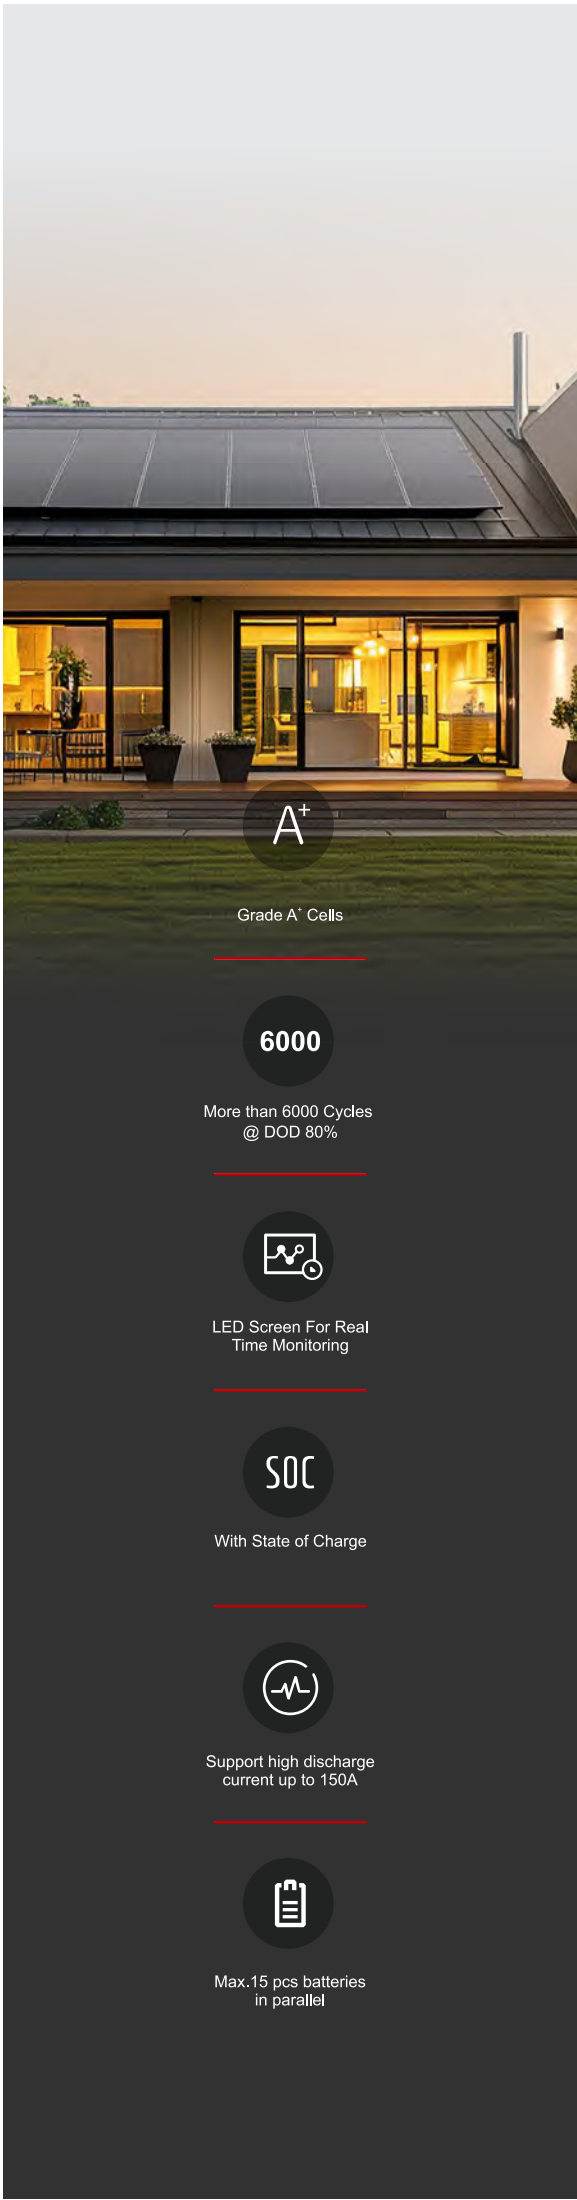 A⁺
Grade A⁺ Cells
6000
More than 6000 Cycles
@ DOD 80%
LED Screen For Real
Time Monitoring
SOC
With State of Charge
Support high discharge
current up to 150A
Max.15 pcs batteries
in parallel